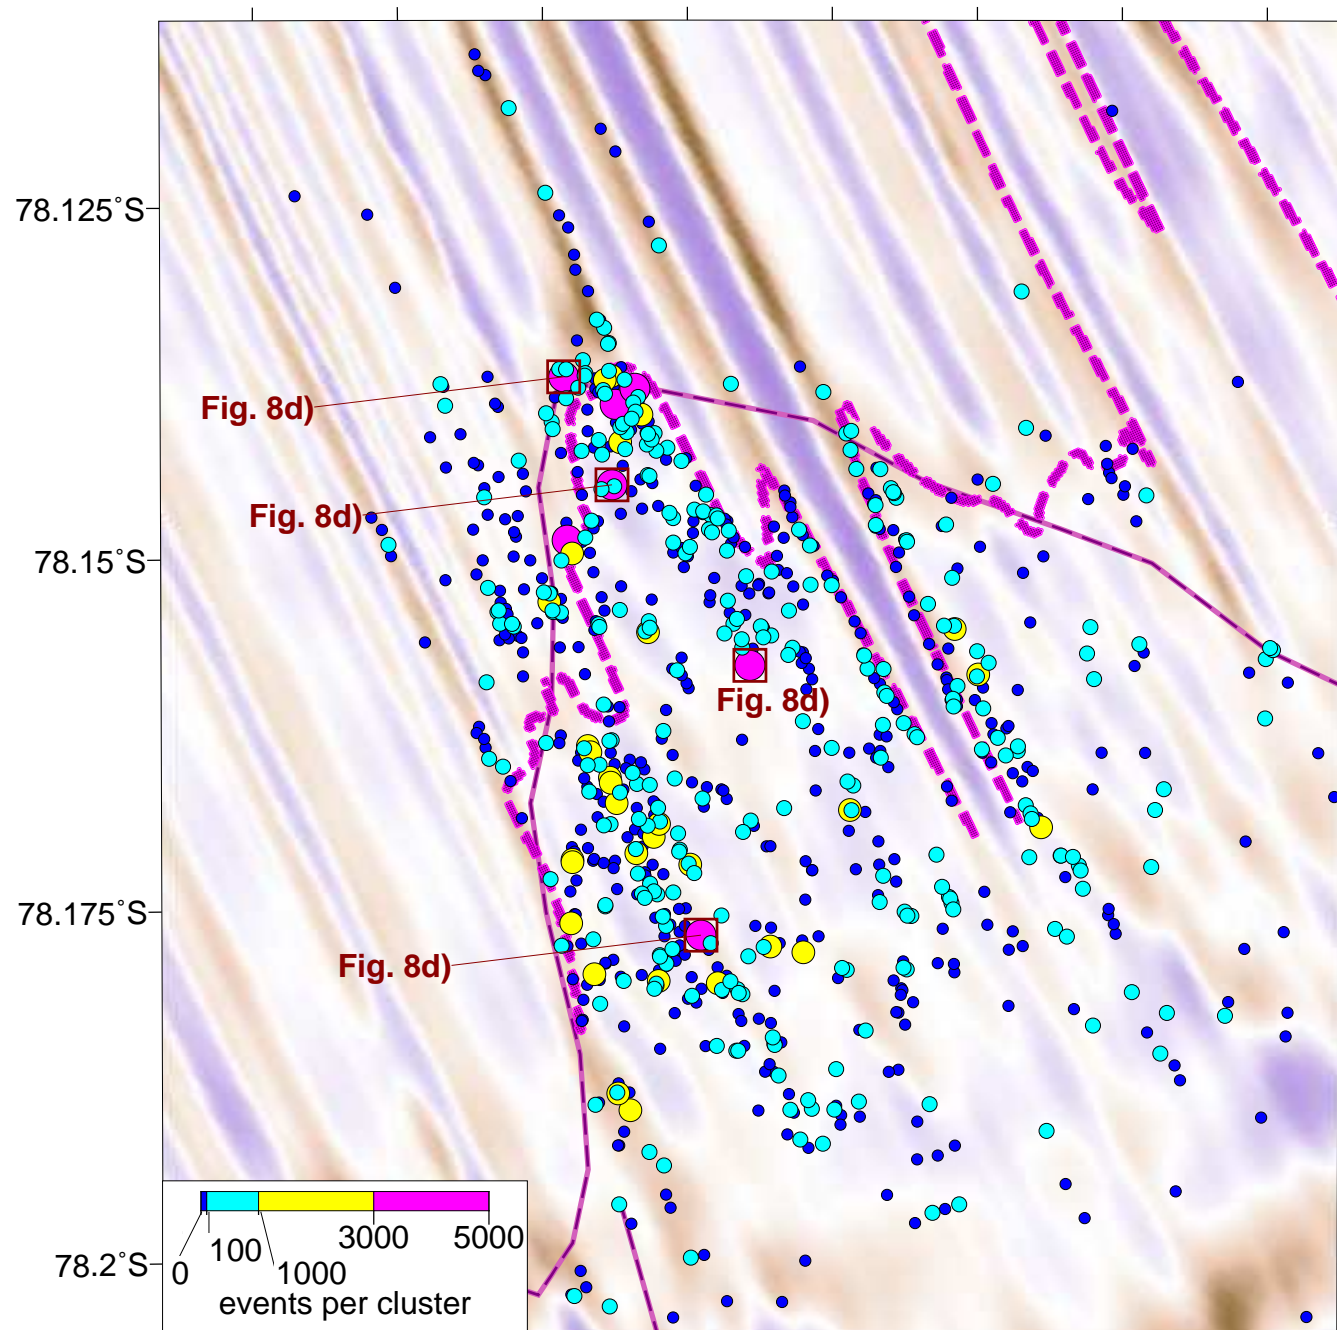 78.125˚S
Fig. 8d)
Fig. 8d)
78.15˚S
Fig. 8d)
78.175˚S
Fig. 8d)
78.2˚S
0 100 1000 3000 5000
events per cluster